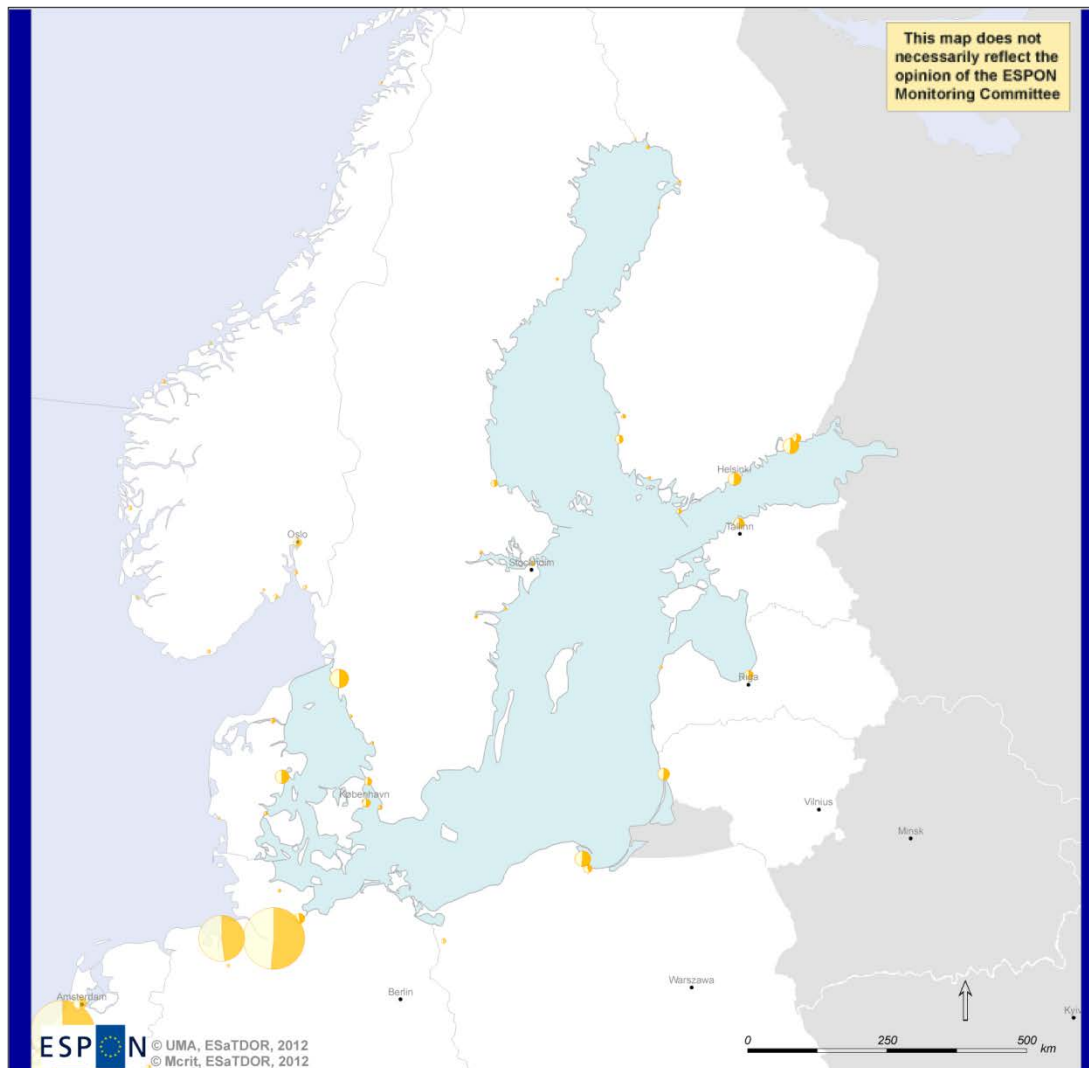 This map does not
necessarily reflect the
opinion of the ESPON
Monitoring Committee
Helsinki
Tallinn
Oslo
Stockholm
Riga
København
Vilnius
Minsk
Warszawa
Berlin
Amsterdam
Kyiv
ESPON
© UMA, ESaTDOR, 2012
© Mcrit, ESaTDOR, 2012
0 250 500
km